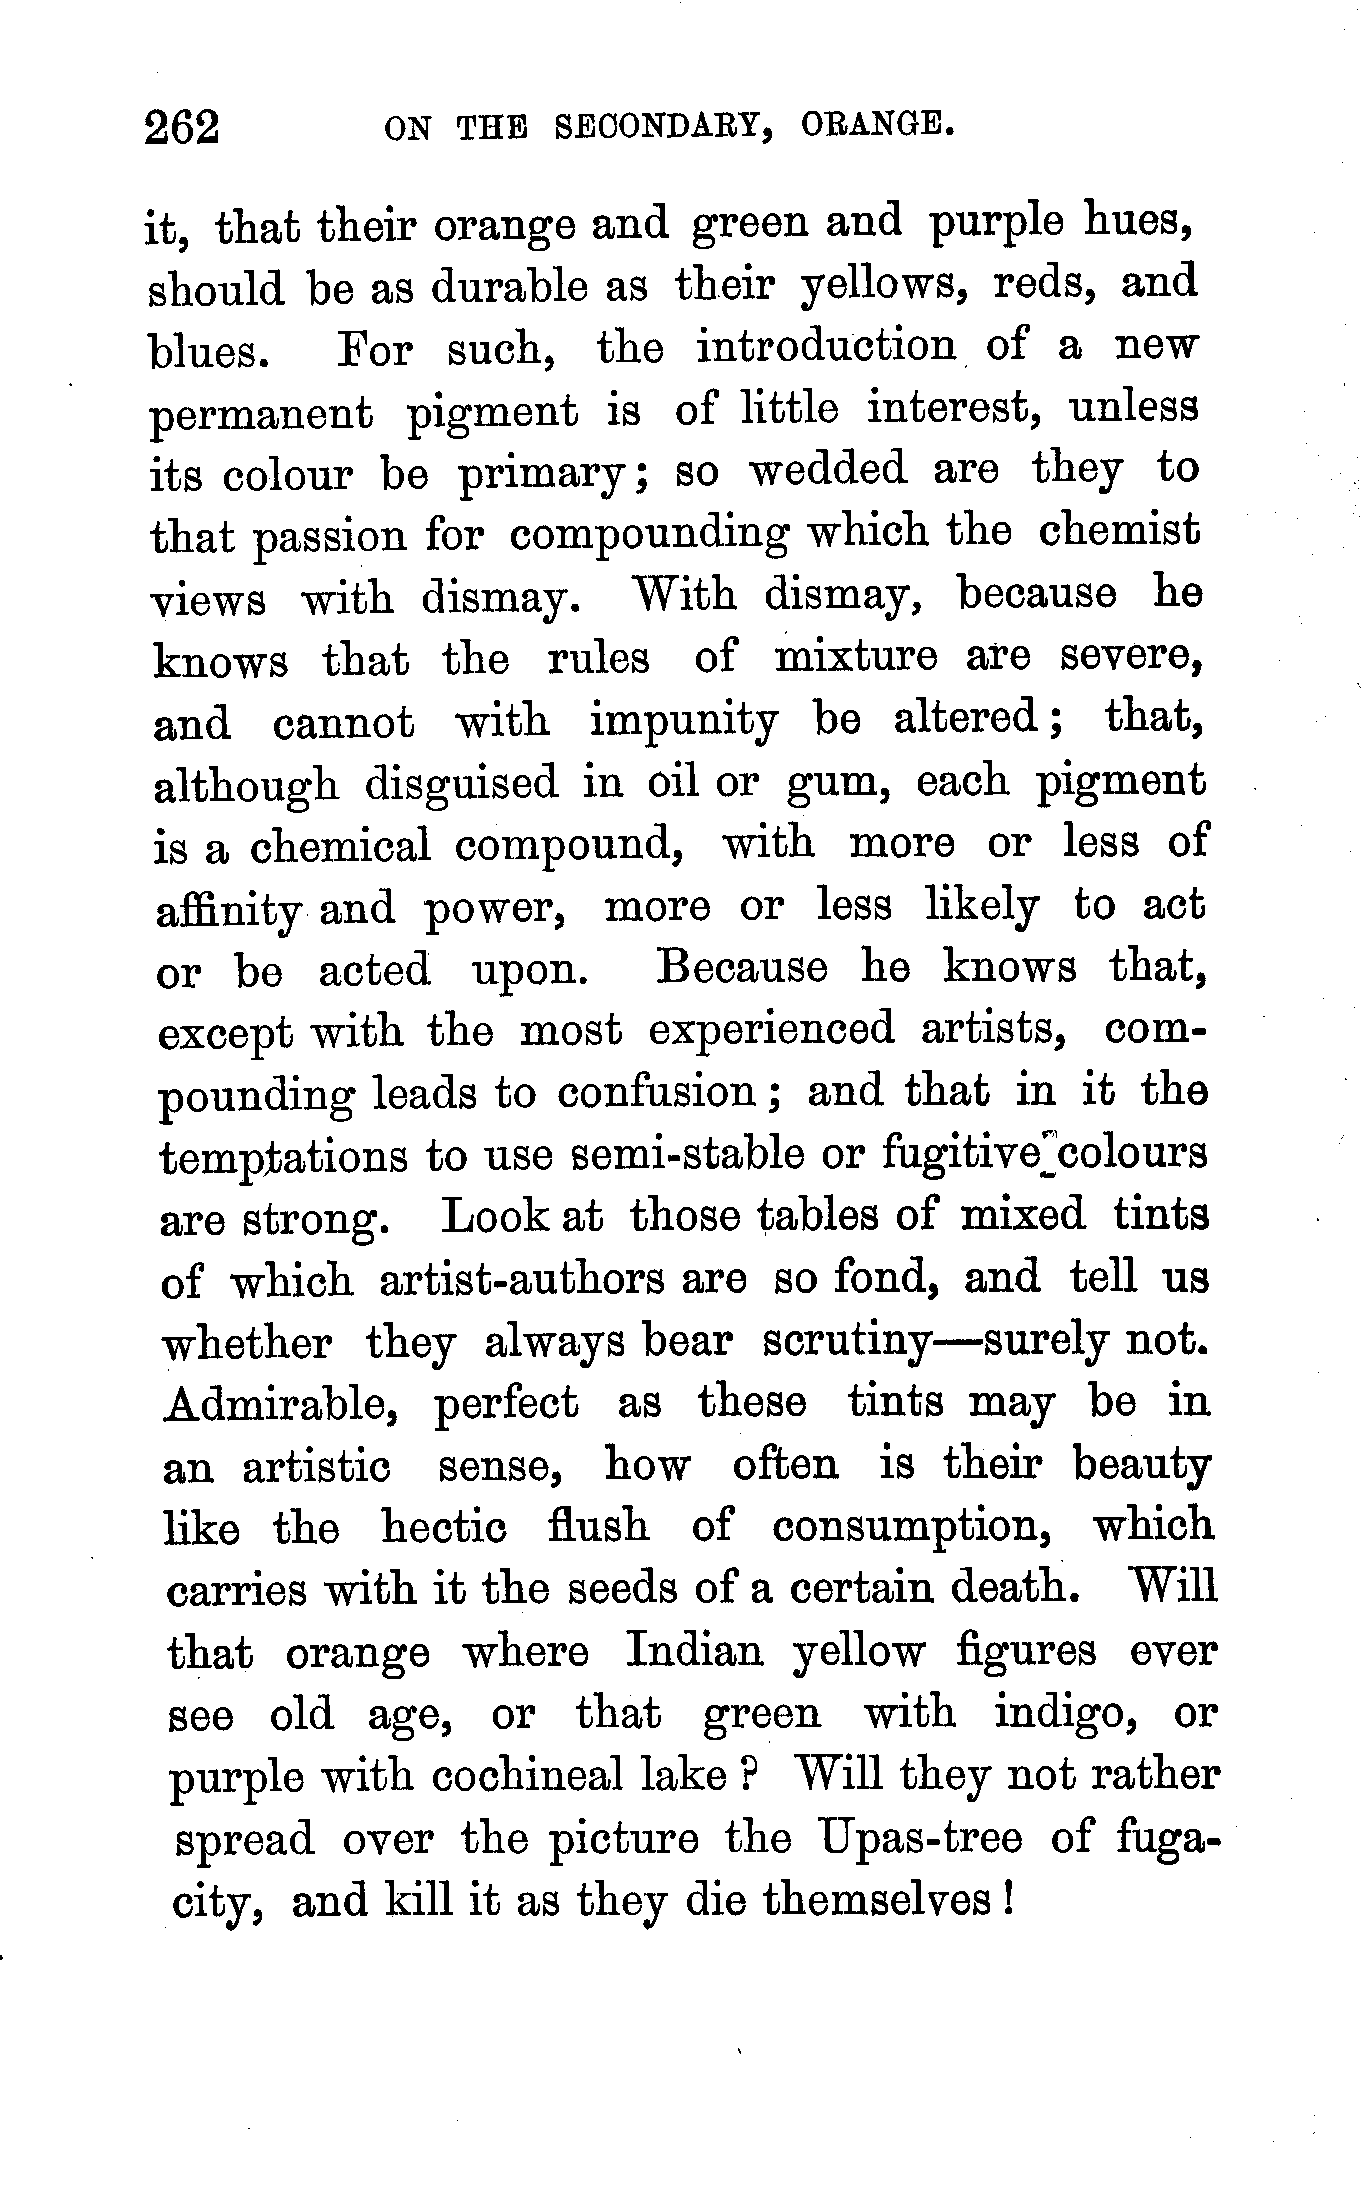 262 ON THE SECONDARY, ORANGE.
it, that their orange and green and purple hues,
should be as durable as their yellows, reds, and
blues. For such, the introduction of a new
permanent pigment is of little interest, unless
its colour be primary; so wedded are they to
that passion for compounding which the chemist
views with dismay. With dismay, because he
knows that the rules of mixture are severe,
and cannot with impunity be altered; that,
although disguised in oil or gum, each pigment
is a chemical compound, with more or less of
affinity and power, more or less likely to act
or be acted upon. Because he knows that,
except with the most experienced artists, com-
pounding leads to confusion; and that in it the
temptations to use semi-stable or fugitive colours
are strong. Look at those tables of mixed tints
of which artist-authors are so fond, and tell us
whether they always bear scrutiny—surely not.
Admirable, perfect as these tints may be in
an artistic sense, how often is their beauty
like the hectic flush of consumption, which
carries with it the seeds of a certain death. Will
that orange where Indian yellow figures ever
see old age, or that green with indigo, or
purple with cochineal lake? Will they not rather
spread over the picture the Upas-tree of fuga-
city, and kill it as they die themselves!